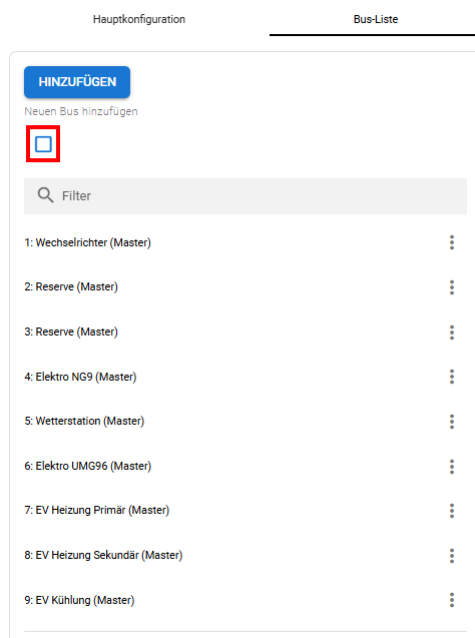 Hauptkonfiguration Bus-Liste
HINZUFÜGEN
Neuen Bus hinzufügen
Filter
1: Wechselrichter (Master)
2: Reserve (Master)
3: Reserve (Master)
4: Elektro NG9 (Master)
5: Wetterstation (Master)
6: Elektro UMG96 (Master)
7: EV Heizung Primär (Master)
8: EV Heizung Sekundär (Master)
9: EV Kühlung (Master)